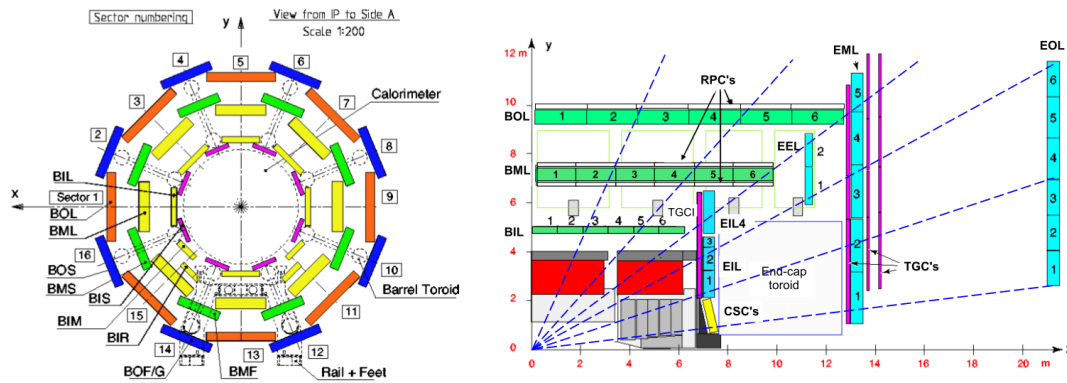 Sector numbering
y
View from IP to Side A
Scale 1:200
4
5
6
3
7
Calorimeter
2
8
BIL
x
Sector 1
9
BOL
BML
16
10
BOS
Barrel Toroid
BMS
BIS
15
11
BIM
BIR
14
13
12
BOF/G
BMF
Rail + Feet
12 m
y
EML
EOL
RPC's
10
BOL
1 2 3 4 5 6
5
6
5
8
EEL
2
4
4
BML
1 2 3 4 5 6
1
6
TGCI
3
3
BIL
1 2 3 4 5 6
EIL4
4
3
2
2
2
EIL
End-cap
toroid
TGC's
1
2
CSC's
1
1
0
0 2 4 6 8 10 12 14 16 18 20 m